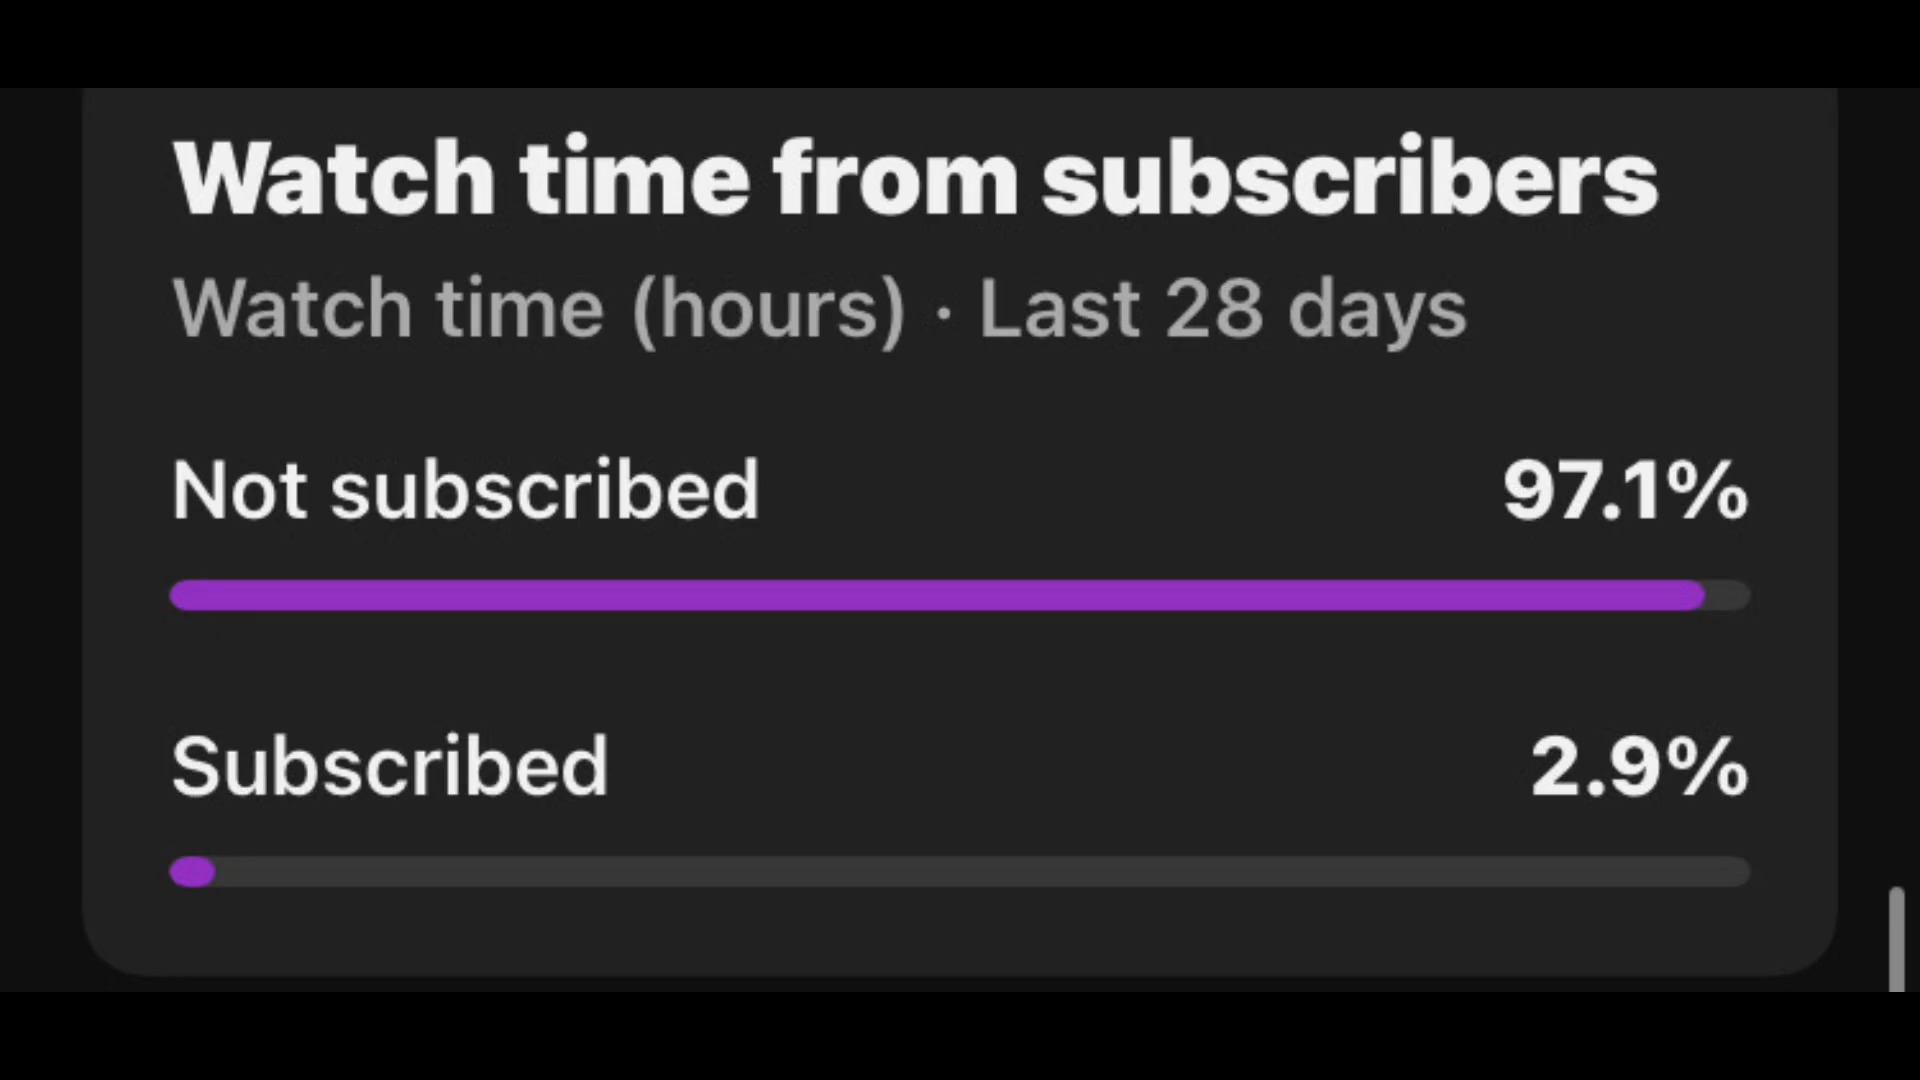 Watch time from subscribers
Watch time (hours) · Last 28 days
Not subscribed 97.1%
Subscribed 2.9%